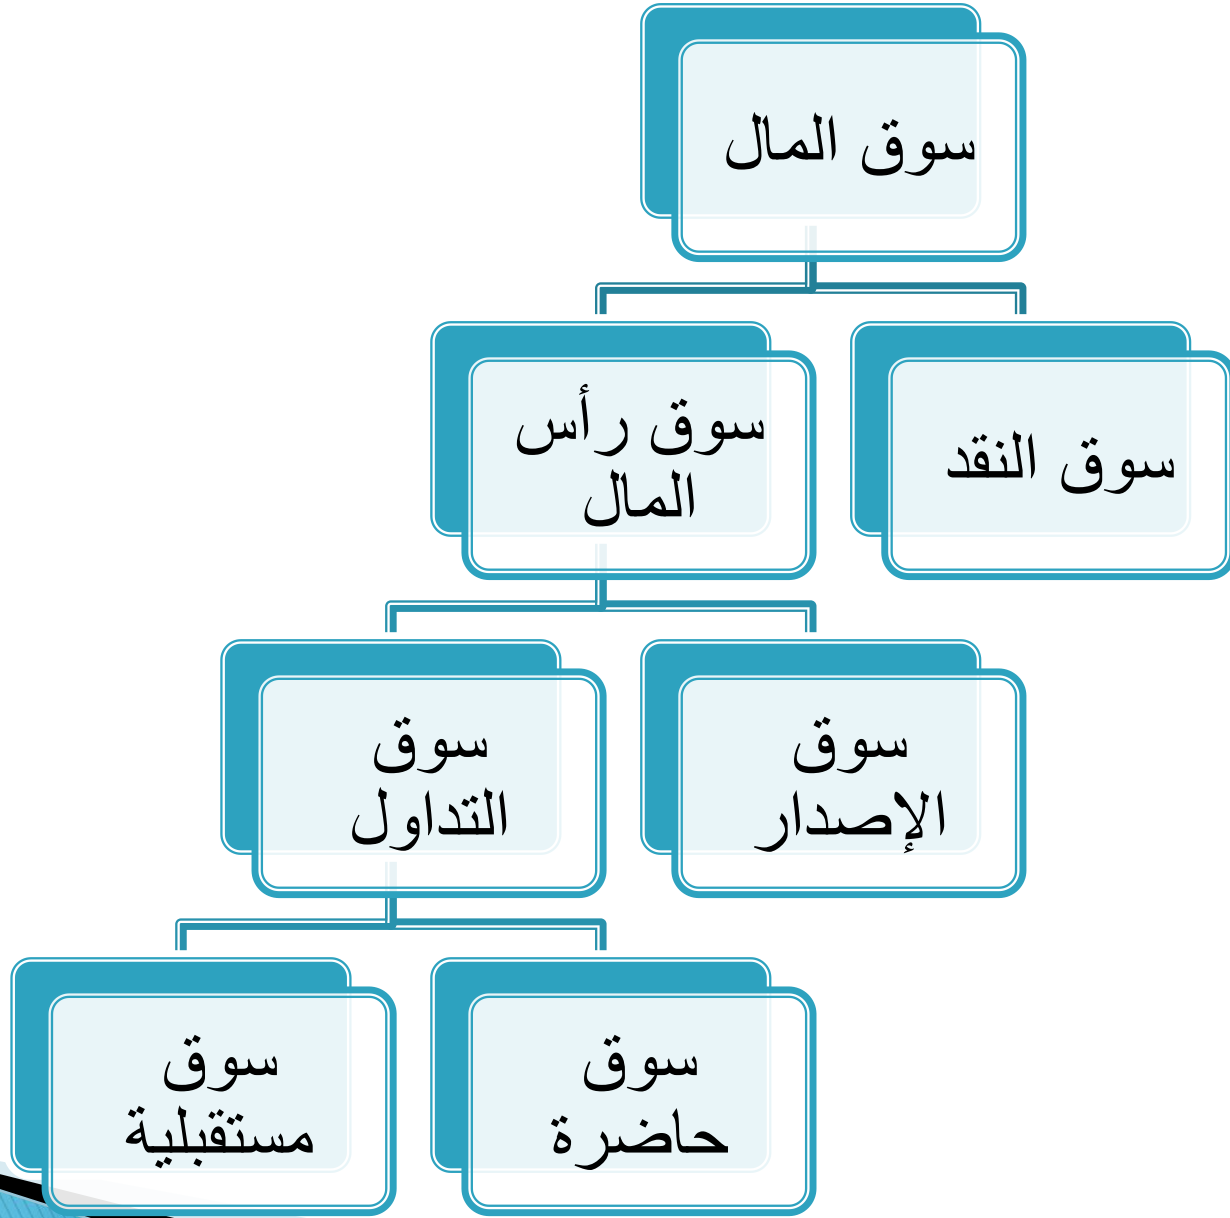 سوق المال
سوق النقد
سوق رأس
المال
سوق
الإصدار
سوق
التداول
سوق
حاضرة
سوق
مستقبلية